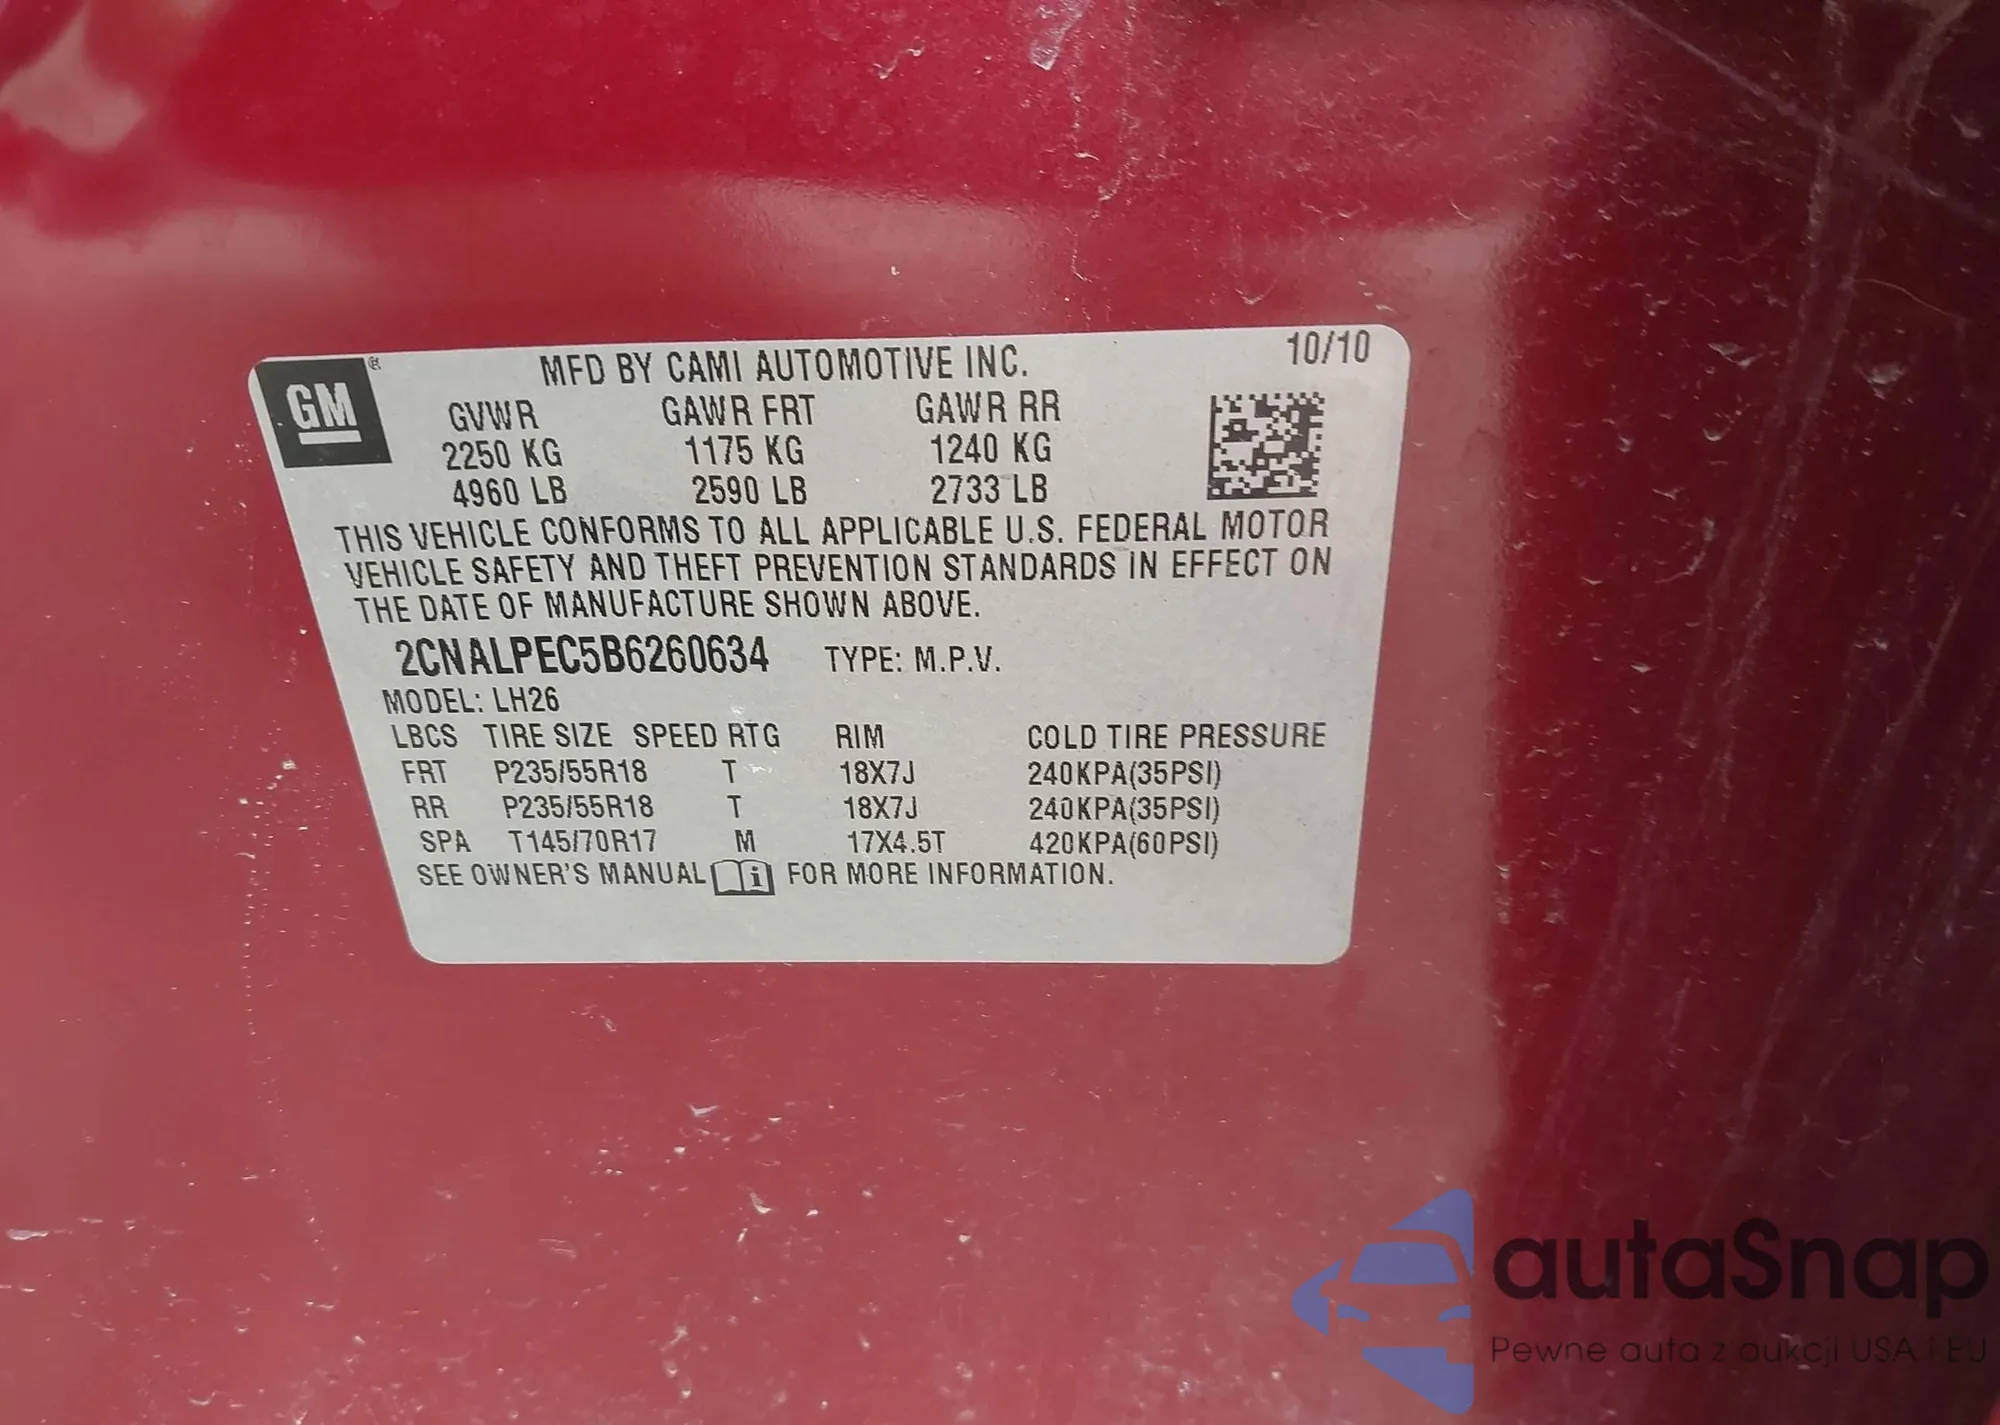 GM ®
MFD BY CAMI AUTOMOTIVE INC. 10/10
GVWR GAWR FRT GAWR RR
2250 KG 1175 KG 1240 KG
4960 LB 2590 LB 2733 LB
THIS VEHICLE CONFORMS TO ALL APPLICABLE U.S. FEDERAL MOTOR
VEHICLE SAFETY AND THEFT PREVENTION STANDARDS IN EFFECT ON
THE DATE OF MANUFACTURE SHOWN ABOVE.
2CNALPEC5B6260634 TYPE: M.P.V.
MODEL: LH26
LBCS TIRE SIZE SPEED RTG RIM COLD TIRE PRESSURE
FRT P235/55R18 T 18X7J 240KPA(35PSI)
RR P235/55R18 T 18X7J 240KPA(35PSI)
SPA T145/70R17 M 17X4.5T 420KPA(60PSI)
SEE OWNER'S MANUAL i FOR MORE INFORMATION.
autaSnap
Pewne auta z aukcji USA i EU